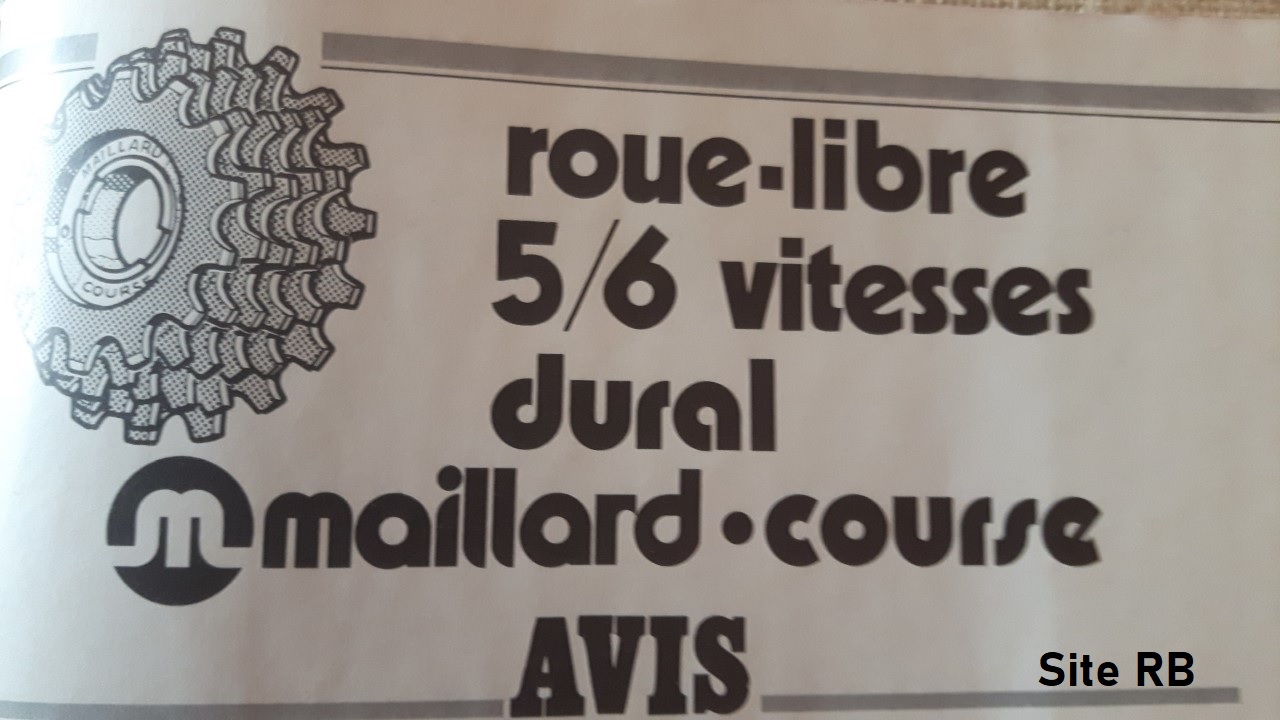 MAILLARD
COURSE
roue-libre
5/6 vitesses
dural
m maillard • course
AVIS
Site RB